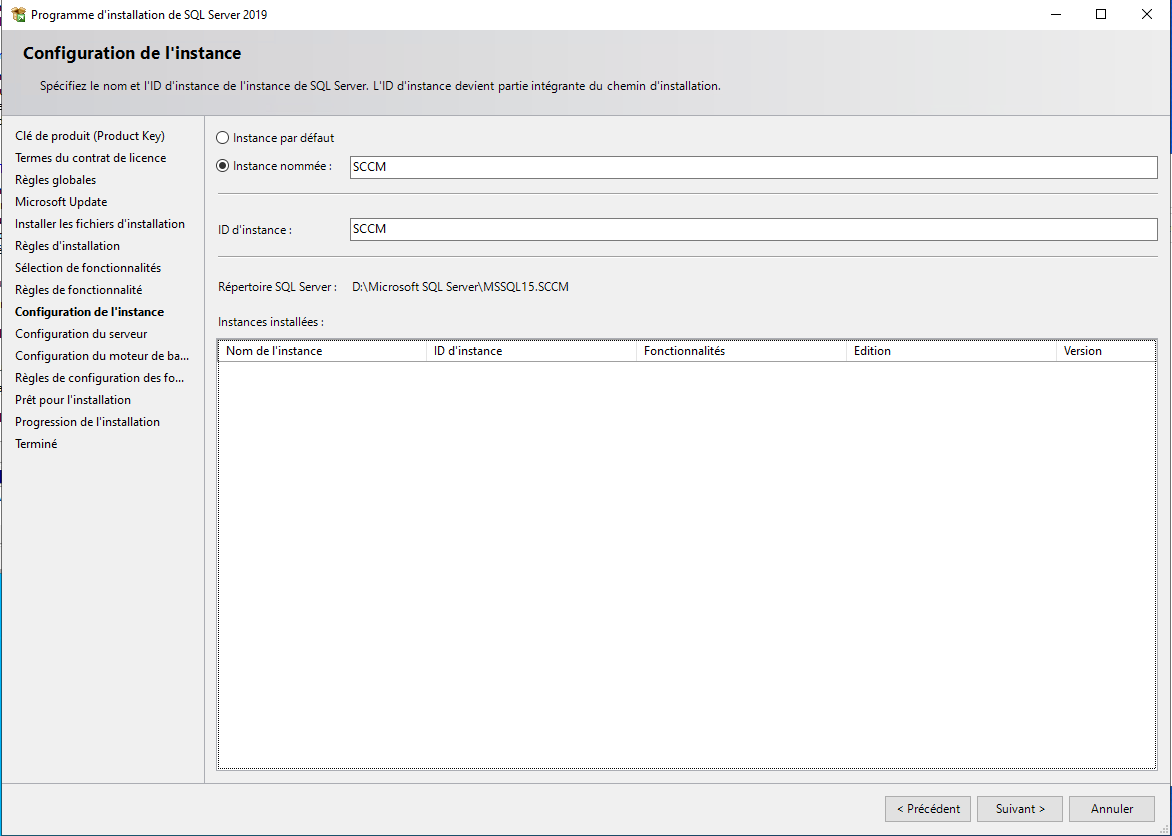 Programme d'installation de SQL Server 2019
Configuration de l'instance
Spécifiez le nom et l'ID d'instance de l'instance de SQL Server. L'ID d'instance devient partie intégrante du chemin d'installation.
Clé de produit (Product Key)
Termes du contrat de licence
Règles globales
Microsoft Update
Installer les fichiers d'installation
Règles d'installation
Sélection de fonctionnalités
Règles de fonctionnalité
Configuration de l'instance
Configuration du serveur
Configuration du moteur de ba...
Règles de configuration des fo...
Prêt pour l'installation
Progression de l'installation
Terminé
Instance par défaut
Instance nommée : SCCM
ID d'instance : SCCM
Répertoire SQL Server : D:\Microsoft SQL Server\MSSQL15.SCCM
Instances installées :
Nom de l'instance ID d'instance Fonctionnalités Edition Version
< Précédent Suivant > Annuler